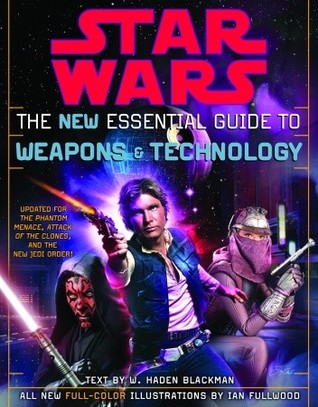 STAR
WARS
THE NEW ESSENTIAL GUIDE TO
WEAPONS & TECHNOLOGY
UPDATED FOR
THE PHANTOM
MENACE, ATTACK
OF THE CLONES,
AND THE
NEW JEDI ORDER!
TEXT BY W. HADEN BLACKMAN
ALL NEW FULL-COLOR ILLUSTRATIONS BY IAN FULLWOOD